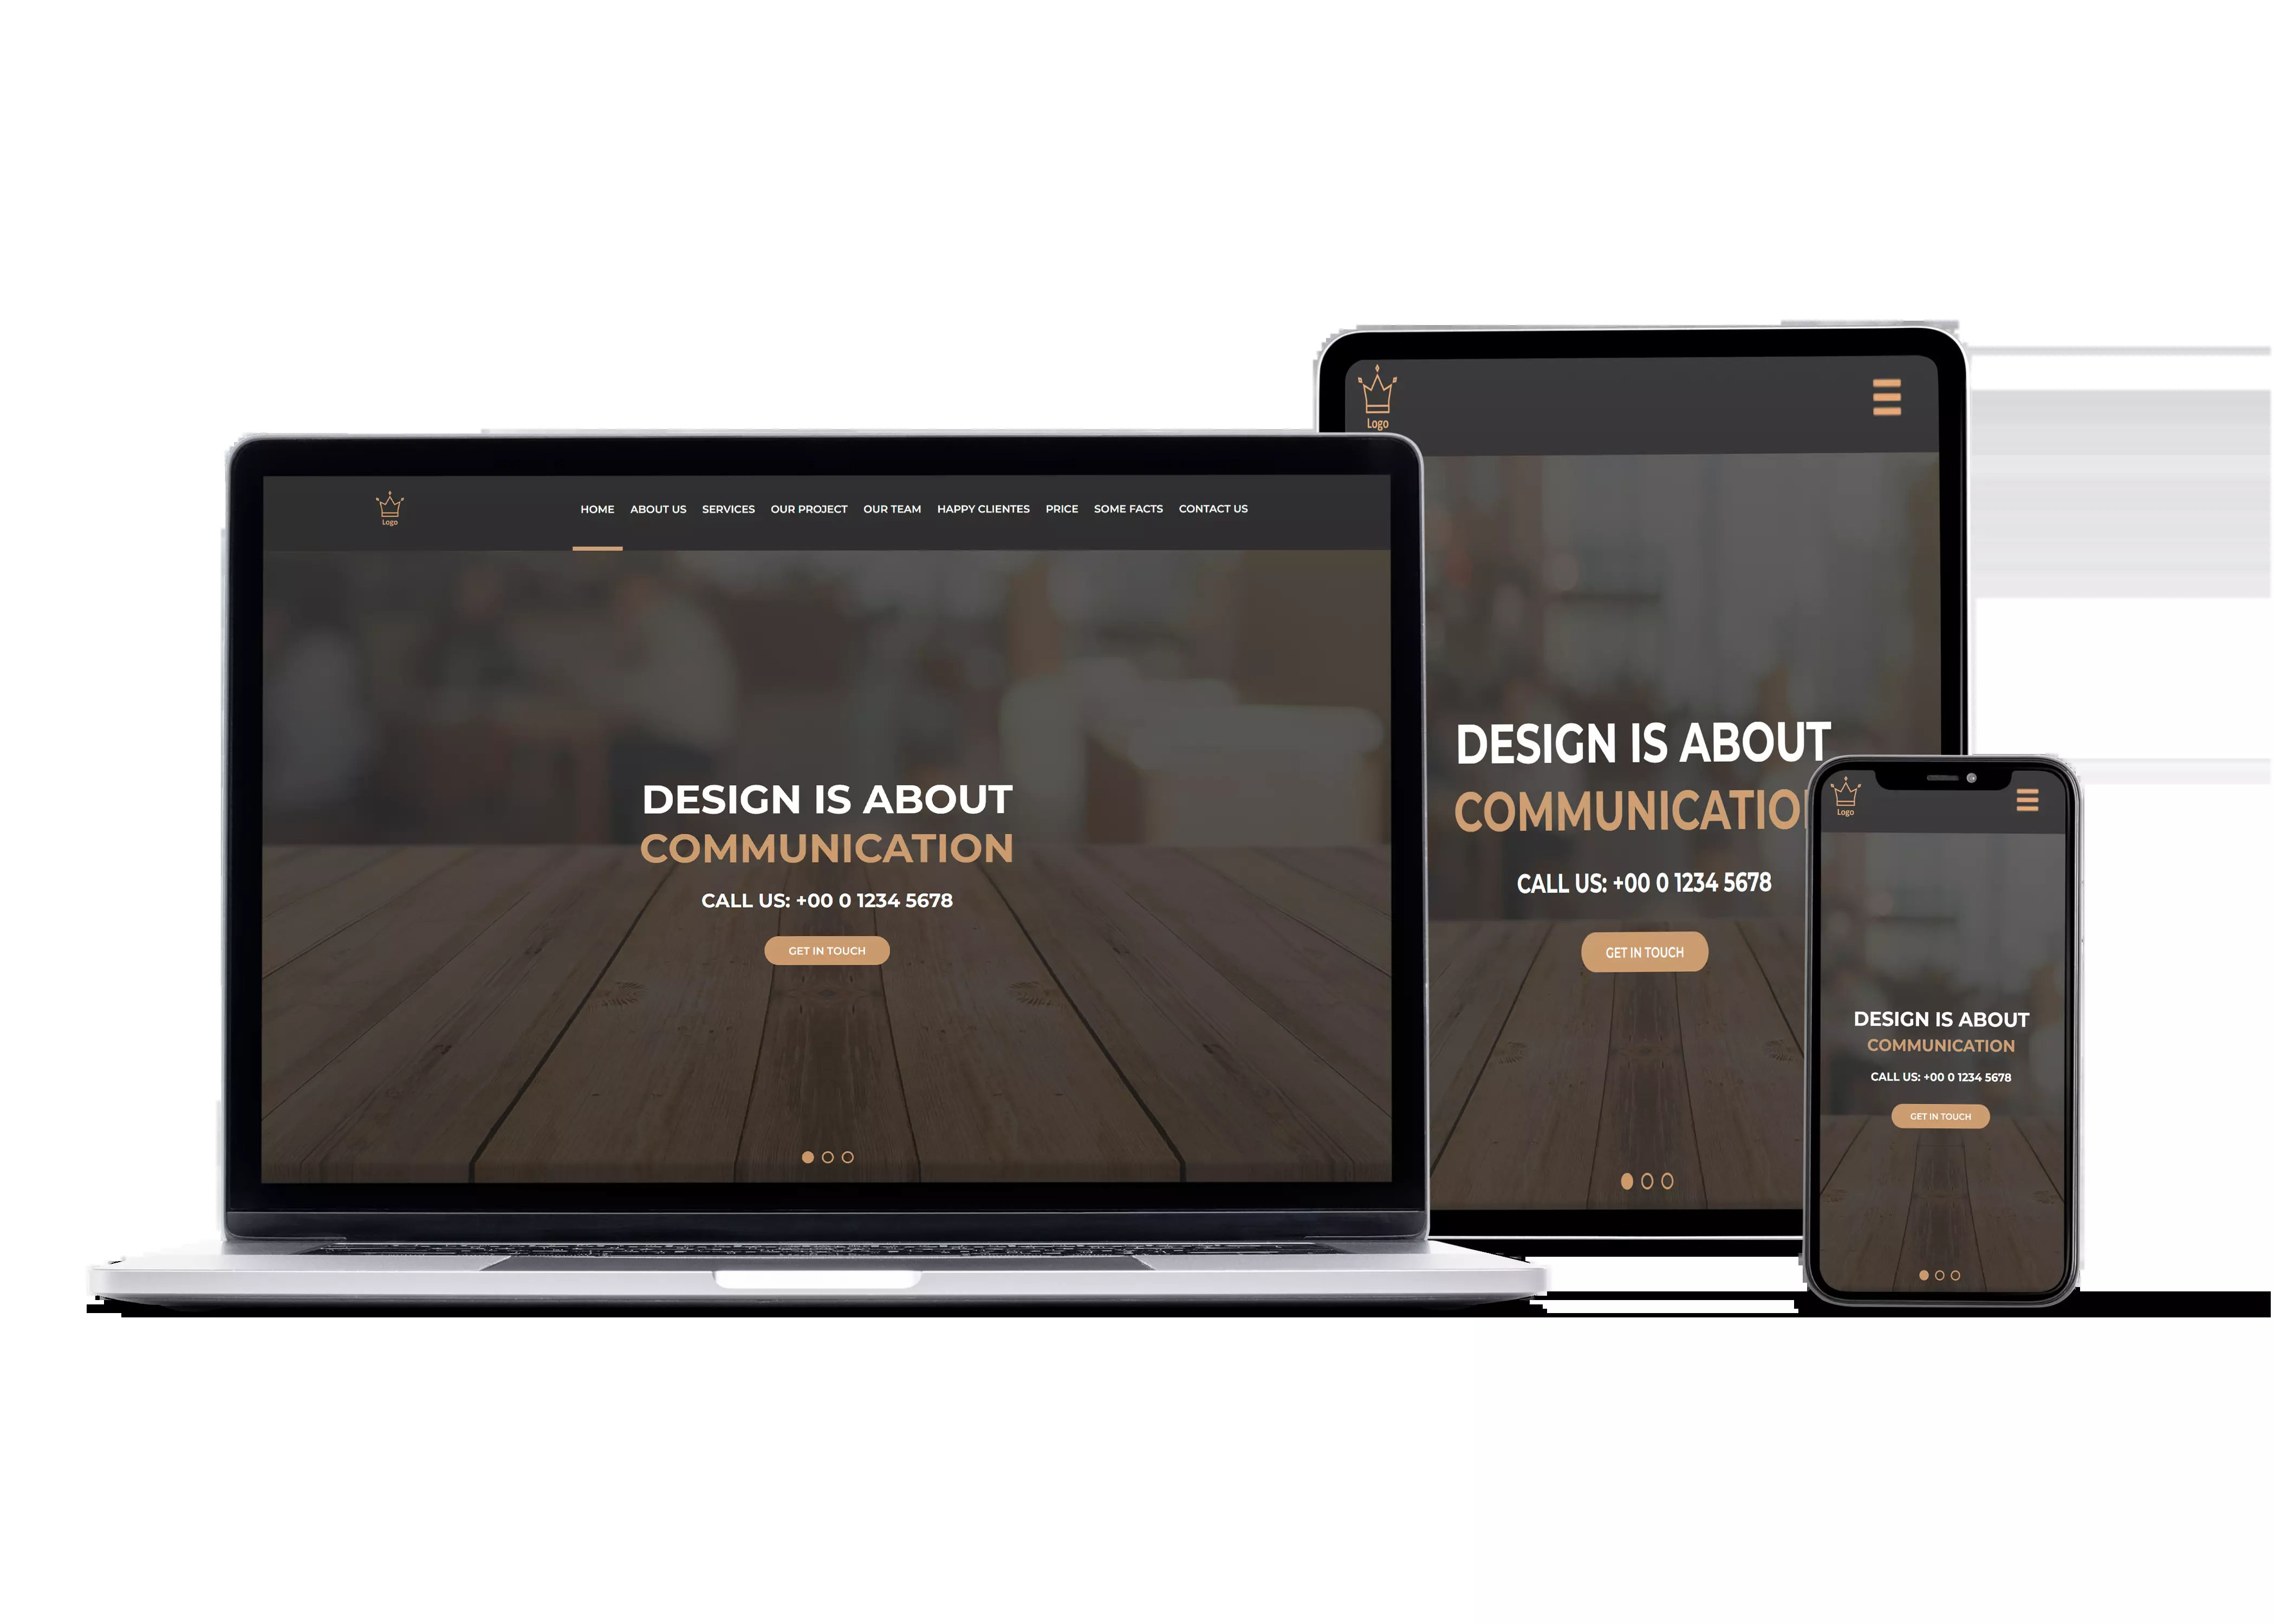 Logo
HOME ABOUT US SERVICES OUR PROJECT OUR TEAM HAPPY CLIENTES PRICE SOME FACTS CONTACT US
DESIGN IS ABOUT
COMMUNICATION
CALL US: +00 0 1234 5678
GET IN TOUCH
Logo
DESIGN IS ABOUT
COMMUNICATIO
CALL US: +00 0 1234 5678
GET IN TOUCH
Logo
DESIGN IS ABOUT
COMMUNICATION
CALL US: +00 0 1234 5678
GET IN TOUCH